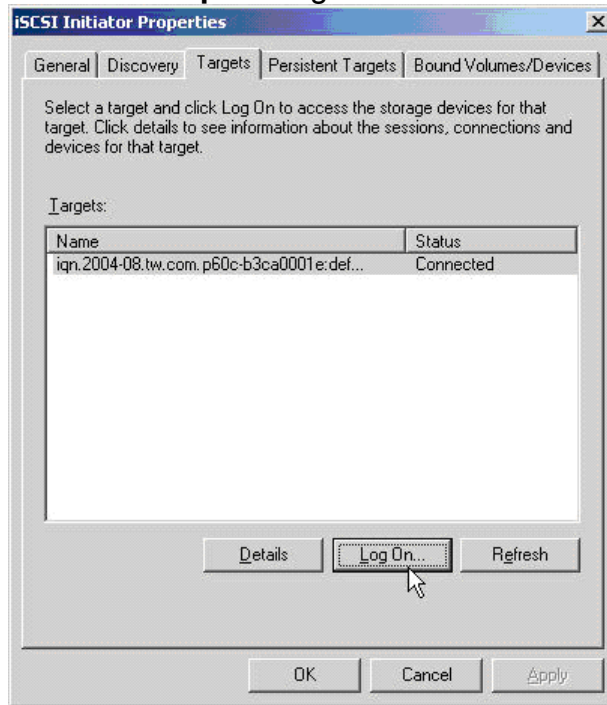 iSCSI Initiator Properties
General Discovery Targets Persistent Targets Bound Volumes/Devices
Select a target and click Log On to access the storage devices for that
target. Click details to see information about the sessions, connections and
devices for that target.
Targets:
Name Status
iqn.2004-08.tw.com.p60c-b3ca0001e:def... Connected
Details Log On... Refresh
OK Cancel Apply